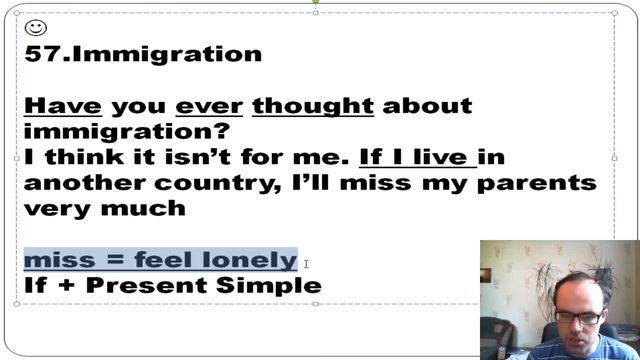 57.Immigration
Have you ever thought about
immigration?
I think it isn't for me. If I live in
another country, I'll miss my parents
very much
miss = feel lonely
If + Present Simple